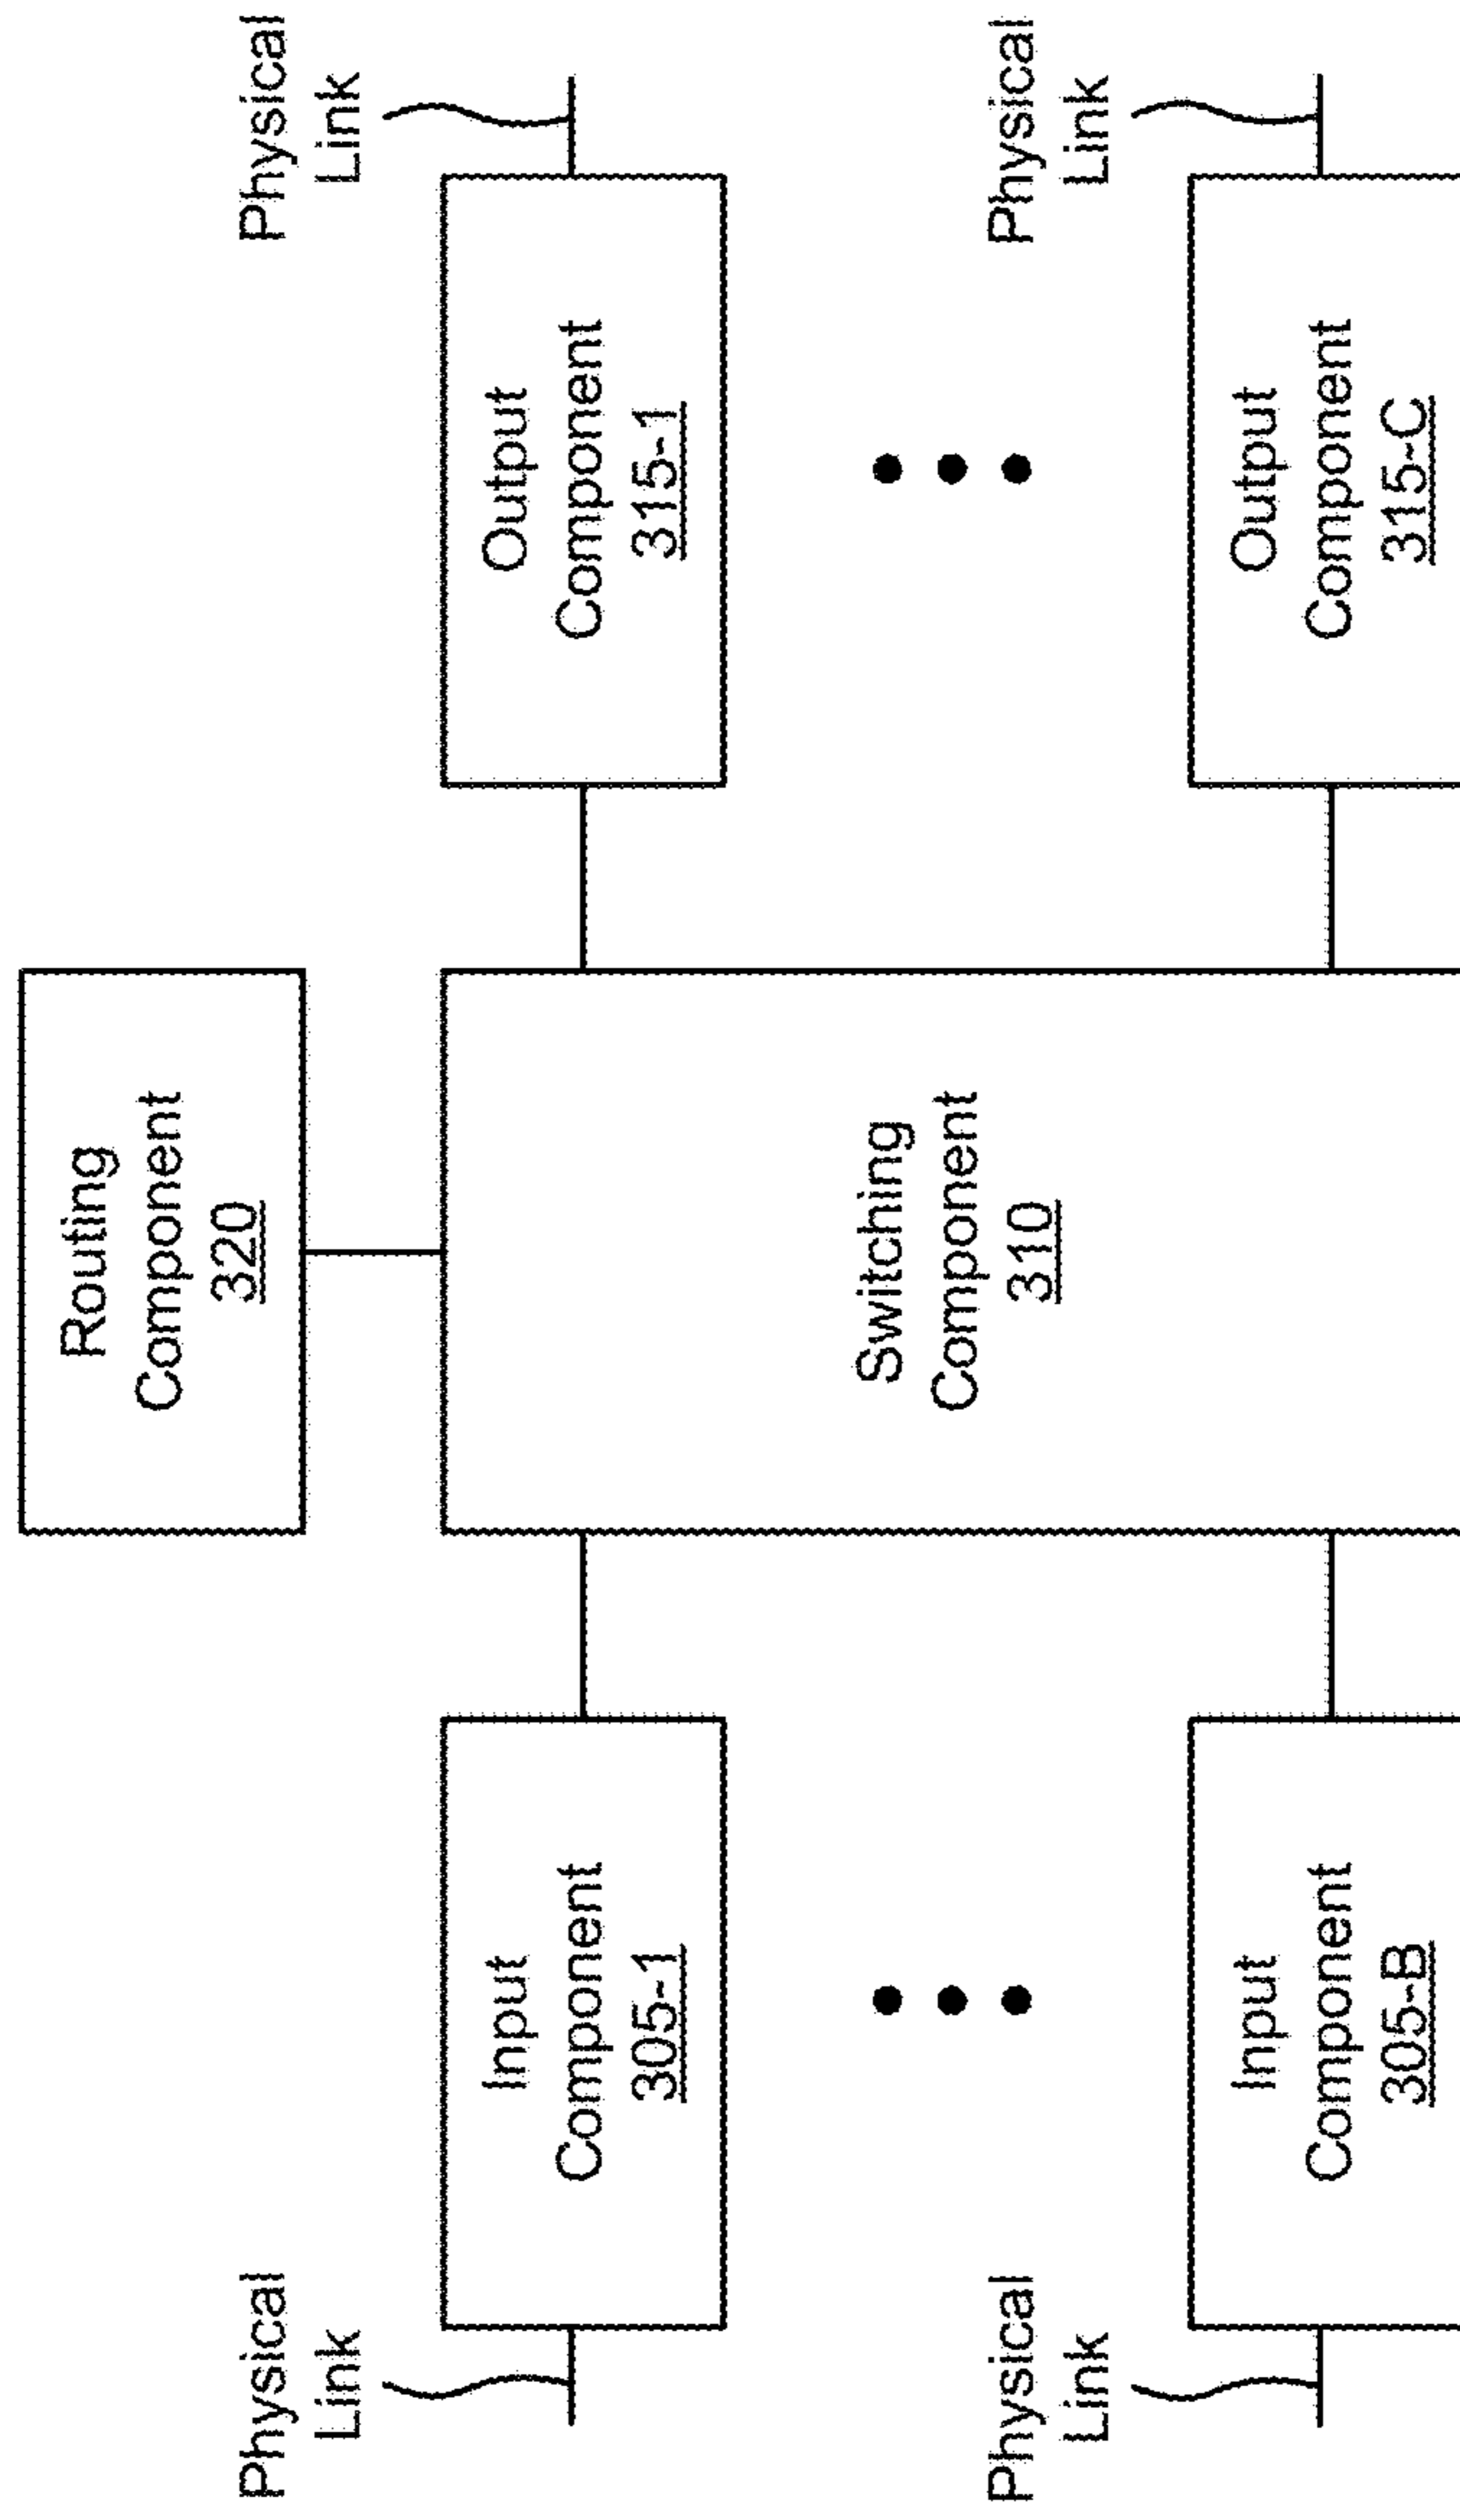 Routing
Component
320
Physical
Link
Physical
Link
Input
Component
305-1
Switching
Component
310
Output
Component
315-1
Physical
Link
Physical
Link
Input
Component
305-B
Output
Component
315-C